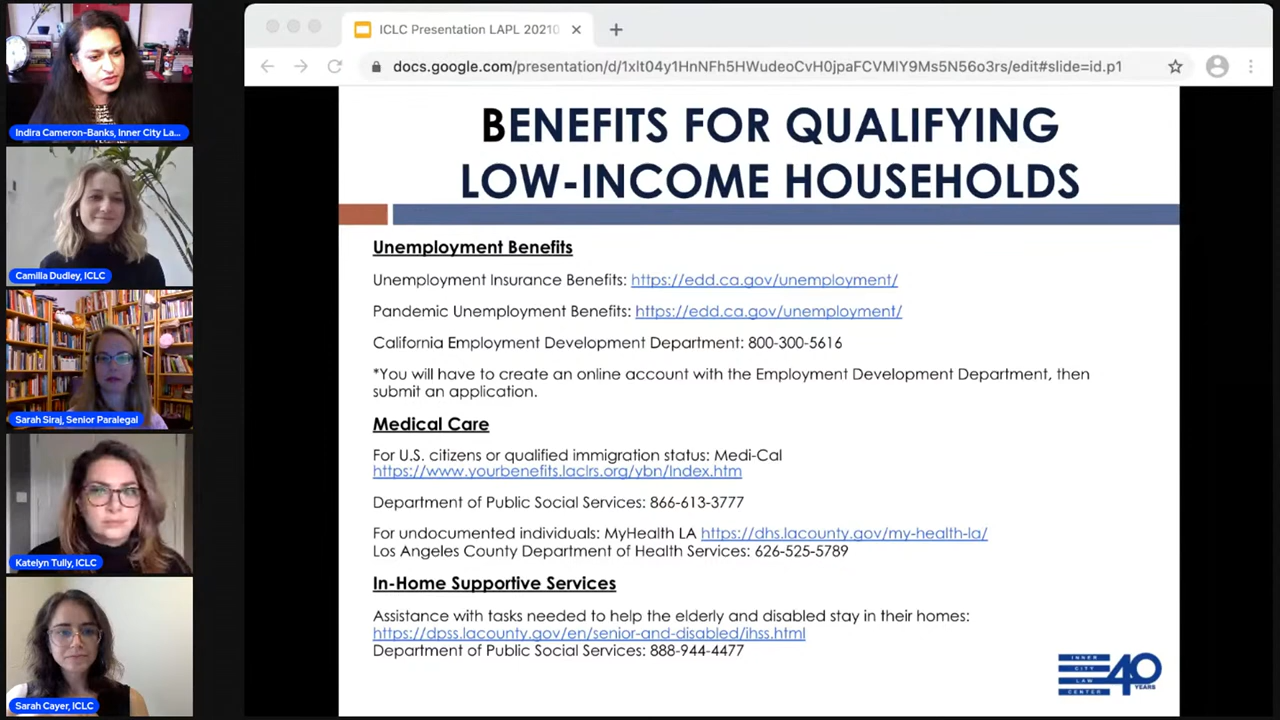 Indira Cameron-Banks, Inner City La...
Camilla Dudley, ICLC
Sarah Siraj, Senior Paralegal
Katelyn Tully, ICLC
Sarah Cayer, ICLC
ICLC Presentation LAPL 20210
docs.google.com/presentation/d/1xlt04y1HnNFh5HWudeoCvH0jpaFCVMlY9Ms5N56o3rs/edit#slide=id.p1
BENEFITS FOR QUALIFYING
LOW-INCOME HOUSEHOLDS
Unemployment Benefits
Unemployment Insurance Benefits: https://edd.ca.gov/unemployment/
Pandemic Unemployment Benefits: https://edd.ca.gov/unemployment/
California Employment Development Department: 800-300-5616
*You will have to create an online account with the Employment Development Department, then
submit an application.
Medical Care
For U.S. citizens or qualified immigration status: Medi-Cal
https://www.yourbenefits.laclrs.org/ybn/Index.htm
Department of Public Social Services: 866-613-3777
For undocumented individuals: MyHealth LA https://dhs.lacounty.gov/my-health-la/
Los Angeles County Department of Health Services: 626-525-5789
In-Home Supportive Services
Assistance with tasks needed to help the elderly and disabled stay in their homes:
https://dpss.lacounty.gov/en/senior-and-disabled/ihss.html
Department of Public Social Services: 888-944-4477
INNER
CITY
LAW
CENTER
40
YEARS